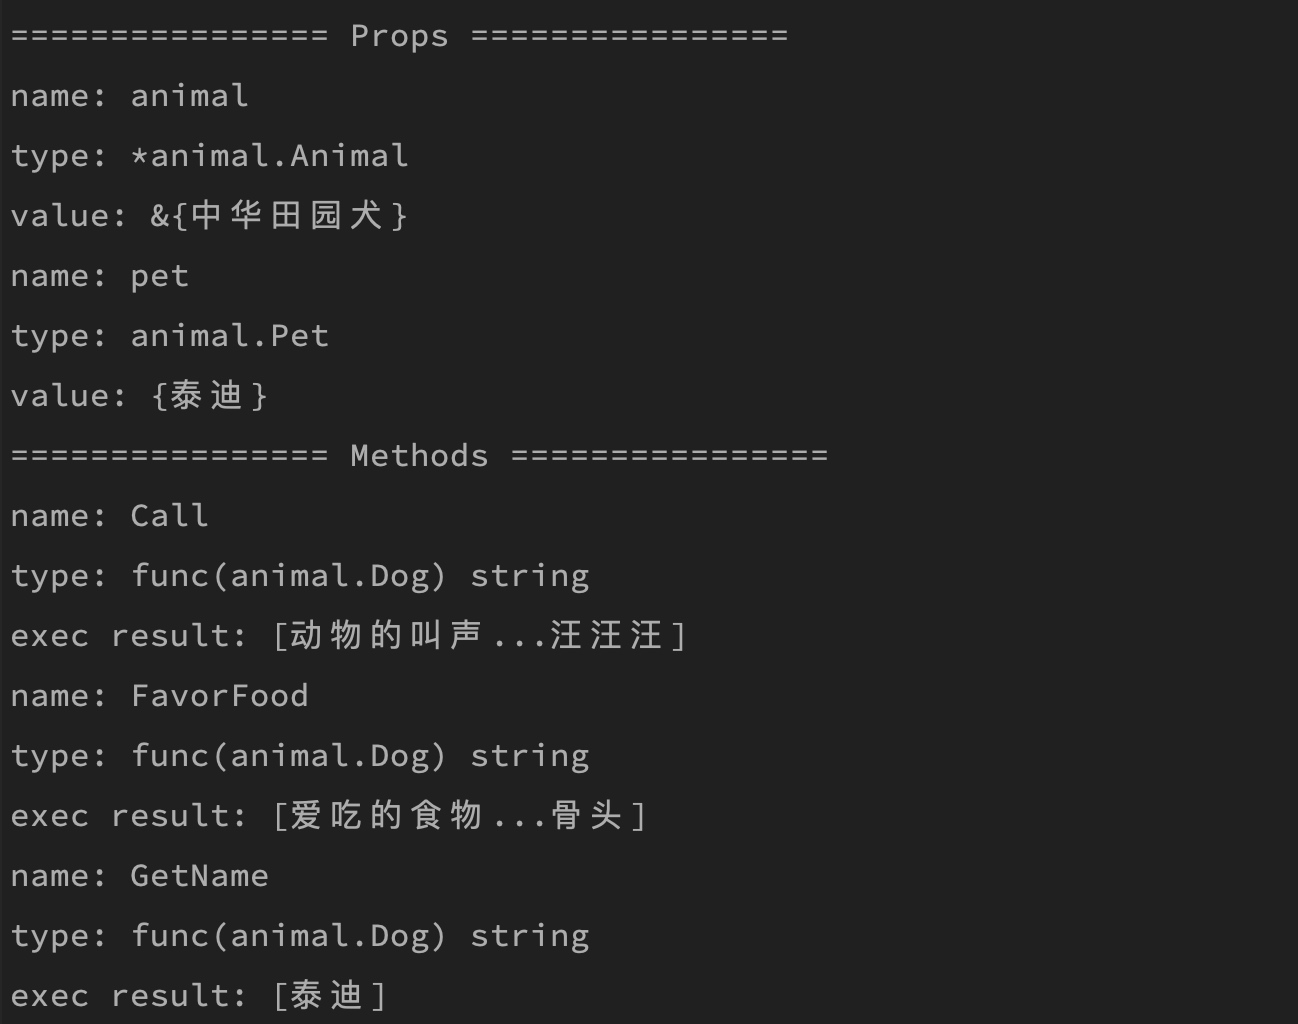 ================ Props ================
name: animal
type: *animal.Animal
value: &{中华田园犬}
name: pet
type: animal.Pet
value: {泰迪}
================ Methods ================
name: Call
type: func(animal.Dog) string
exec result: [动物的叫声...汪汪汪]
name: FavorFood
type: func(animal.Dog) string
exec result: [爱吃的食物...骨头]
name: GetName
type: func(animal.Dog) string
exec result: [泰迪]